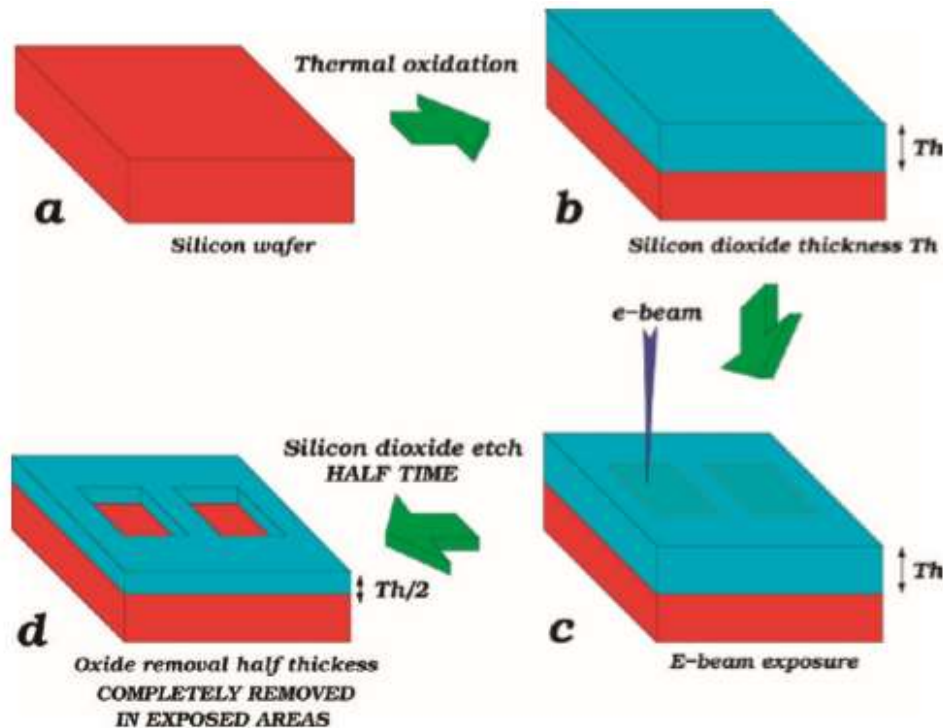 Thermal oxidation
a
Silicon wafer
Th
b
Silicon dioxide thickness Th
e-beam
Th
c
E-beam exposure
Silicon dioxide etch
HALF TIME
Th/2
d
Oxide removal half thickess
COMPLETELY REMOVED
IN EXPOSED AREAS